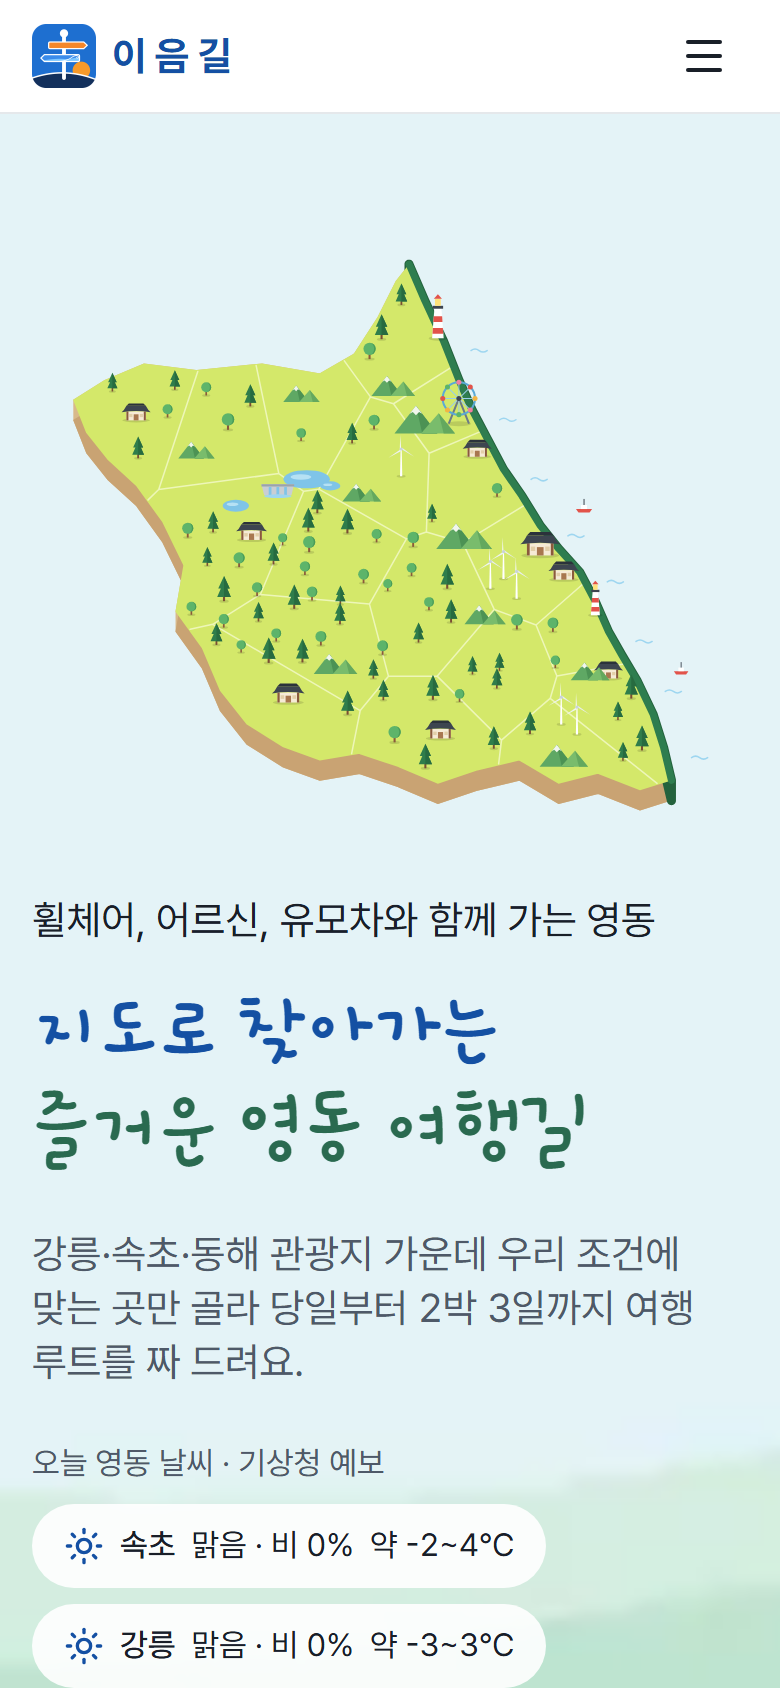 이음길
휠체어, 어르신, 유모차와 함께 가는 영동
지도로 찾아가는
즐거운 영동 여행길
강릉·속초·동해 관광지 가운데 우리 조건에
맞는 곳만 골라 당일부터 2박 3일까지 여행
루트를 짜 드려요.
오늘 영동 날씨 · 기상청 예보
속초 맑음 · 비 0% 약 -2~4°C
강릉 맑음 · 비 0% 약 -3~3°C